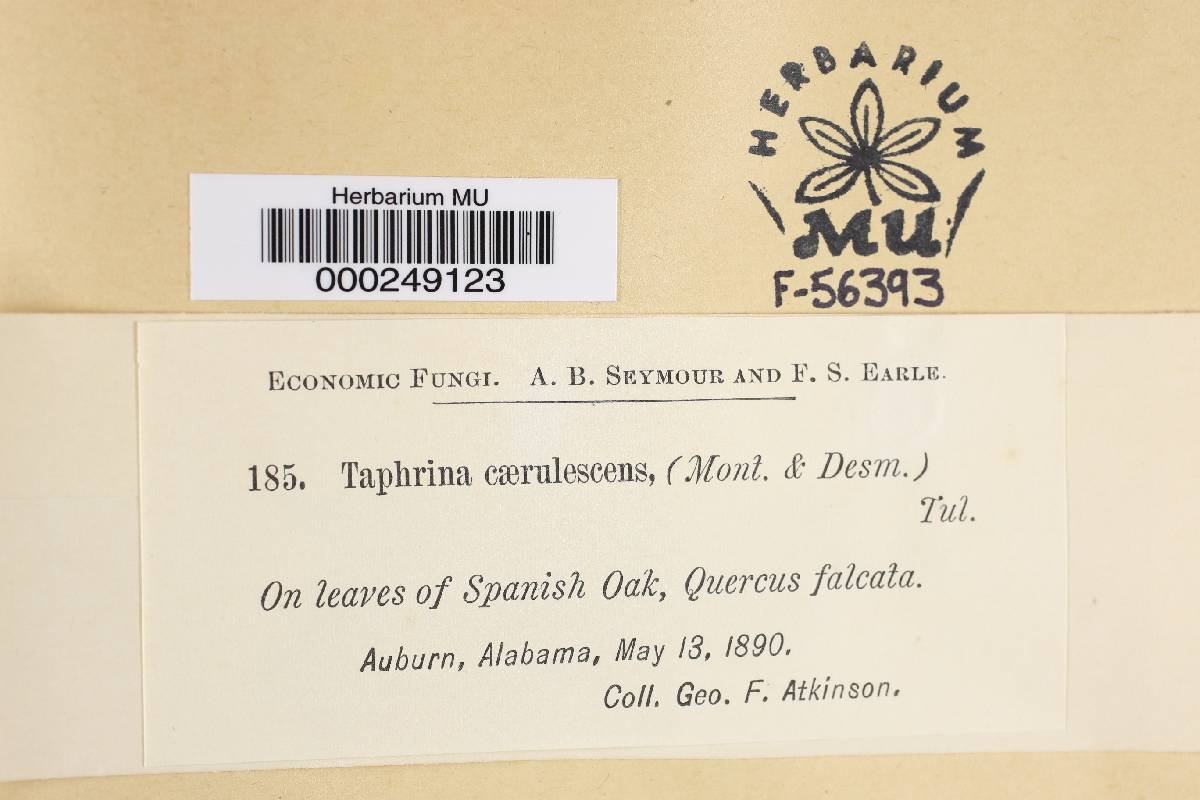 HERBARIUM
MU
F-56393
Herbarium MU
000249123
ECONOMIC FUNGI. A. B. SEYMOUR AND F. S. EARLE.
185. Taphrina cærulescens, (Mont. & Desm.)
Tul.
On leaves of Spanish Oak, Quercus falcata.
Auburn, Alabama, May 13, 1890.
Coll. Geo. F. Atkinson.